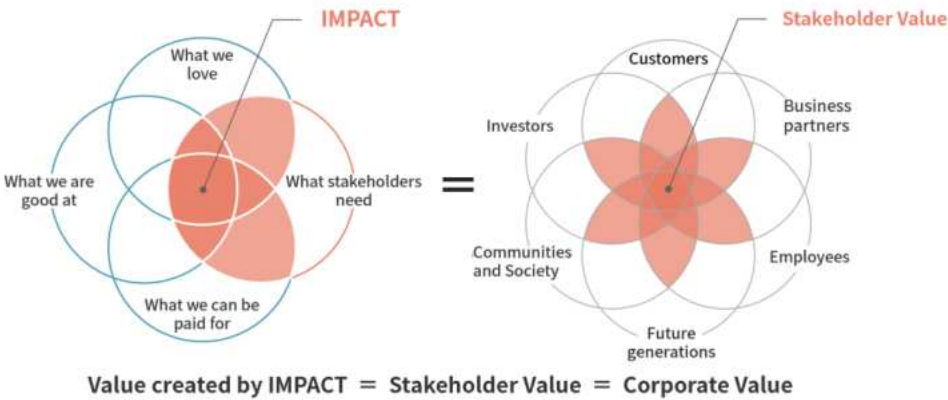 IMPACT
What we
love
What we are
good at
What stakeholders
need
What we can be
paid for
=
Stakeholder Value
Customers
Investors
Business
partners
Communities
and Society
Employees
Future
generations
Value created by IMPACT = Stakeholder Value = Corporate Value